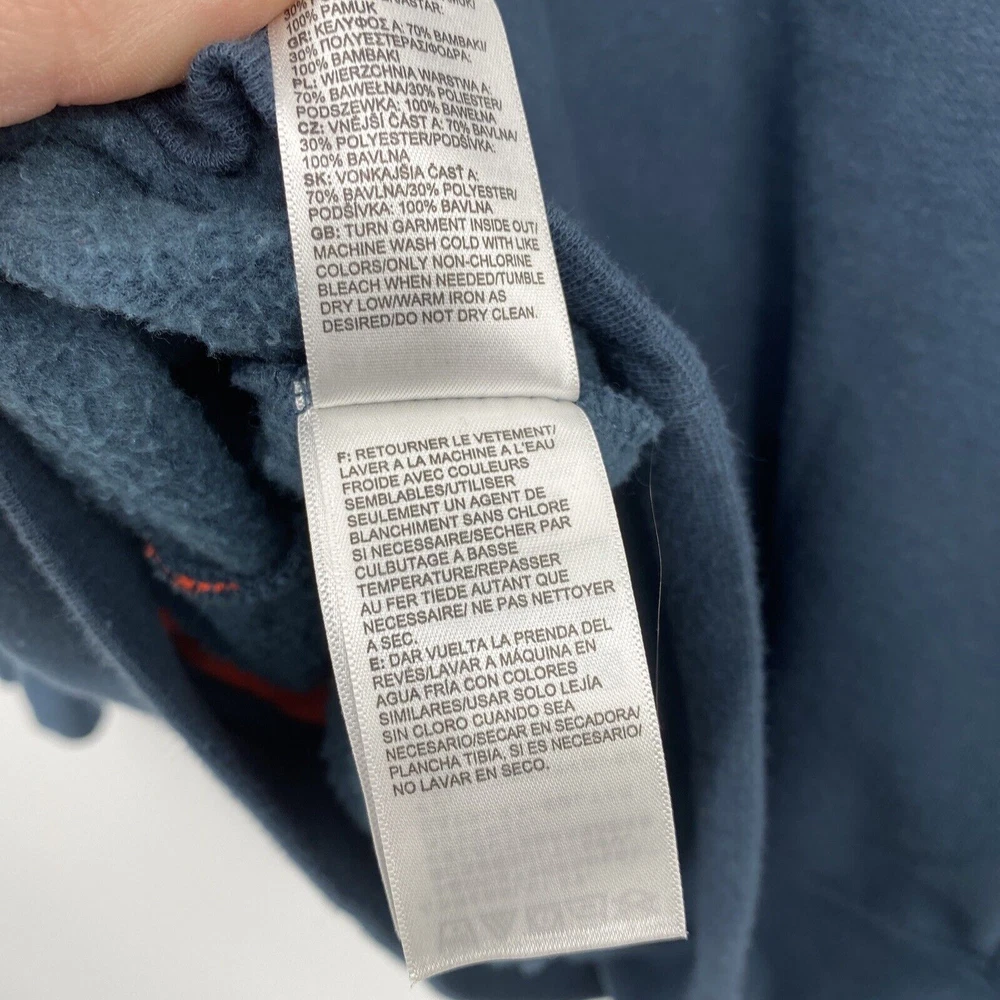 100% PAMUK
GR: ΚΕΛΥΦΟΣ Α: 70% ΒΑΜΒΑΚΙ/
30% ΠΟΛΥΕΣΤΕΡΑΣ/ΦΟΔΡΑ:
100% ΒΑΜΒΑΚΙ
PL: WIERZCHNIA WARSTWA A:
70% BAWEŁNA/30% POLIESTER/
PODSZEWKA: 100% BAWEŁNA
CZ: VNĚJŠÍ ČÁST A: 70% BAVLNA/
30% POLYESTER/PODŠÍVKA:
100% BAVLNA
SK: VONKAJŠIA ČASŤ A:
70% BAVLNA/30% POLYESTER/
PODŠÍVKA: 100% BAVLNA
GB: TURN GARMENT INSIDE OUT/
MACHINE WASH COLD WITH LIKE
COLORS/ONLY NON-CHLORINE
BLEACH WHEN NEEDED/TUMBLE
DRY LOW/WARM IRON AS
DESIRED/DO NOT DRY CLEAN.
F: RETOURNER LE VETEMENT/
LAVER A LA MACHINE A L'EAU
FROIDE AVEC COULEURS
SEMBLABLES/UTILISER
SEULEMENT UN AGENT DE
BLANCHIMENT SANS CHLORE
SI NECESSAIRE/SECHER PAR
CULBUTAGE A BASSE
TEMPERATURE/REPASSER
AU FER TIEDE AUTANT QUE
NECESSAIRE/ NE PAS NETTOYER
A SEC.
E: DAR VUELTA LA PRENDA DEL
REVÉS/LAVAR A MÁQUINA EN
AGUA FRÍA CON COLORES
SIMILARES/USAR SOLO LEJÍA
SIN CLORO CUANDO SEA
NECESARIO/SECAR EN SECADORA/
PLANCHA TIBIA, SI ES NECESARIO/
NO LAVAR EN SECO.